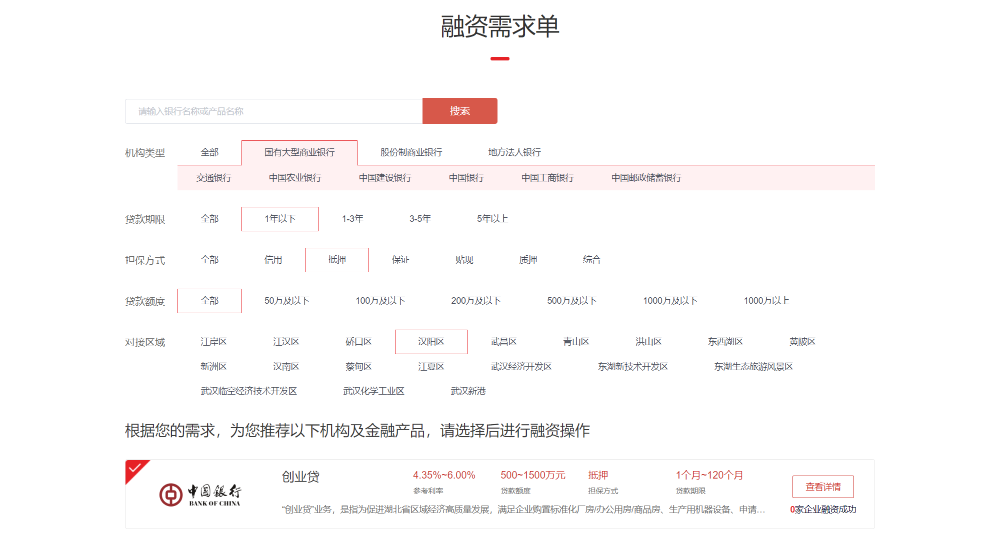 融资需求单
请输入银行名称或产品名称 搜索
机构类型 全部 国有大型商业银行 股份制商业银行 地方法人银行
交通银行 中国农业银行 中国建设银行 中国银行 中国工商银行 中国邮政储蓄银行
贷款期限 全部 1年以下 1-3年 3-5年 5年以上
担保方式 全部 信用 抵押 保证 贴现 质押 综合
贷款额度 全部 50万及以下 100万及以下 200万及以下 500万及以下 1000万及以下 1000万以上
对接区域 江岸区 江汉区 硚口区 汉阳区 武昌区 青山区 洪山区 东西湖区 黄陂区
新洲区 汉南区 蔡甸区 江夏区 武汉经济开发区 东湖新技术开发区 东湖生态旅游风景区
武汉临空经济技术开发区 武汉化学工业区 武汉新港
根据您的需求，为您推荐以下机构及金融产品，请选择后进行融资操作
中国银行
BANK OF CHINA
创业贷 4.35%~6.00% 500~1500万元 抵押 1个月~120个月
参考利率 贷款额度 担保方式 贷款期限
查看详情
“创业贷”业务，是指为促进湖北省区域经济高质量发展，满足企业购置标准化厂房/办公用房/商品房、生产用机器设备、申请…
0家企业融资成功